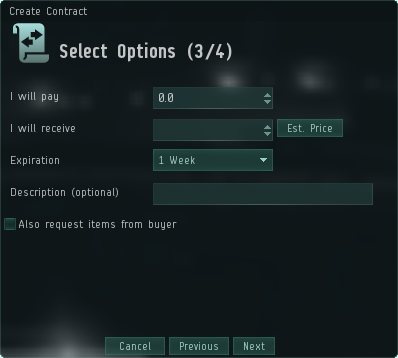 Create Contract
Select Options (3/4)
I will pay 0.0
I will receive Est. Price
Expiration 1 Week
Description (optional)
Also request items from buyer
Cancel Previous Next